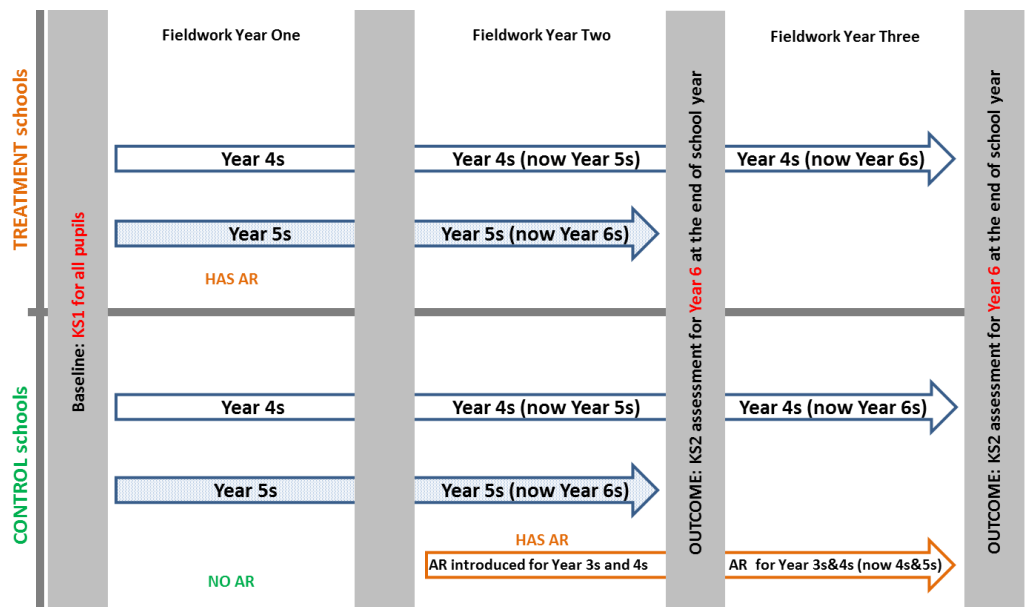 Fieldwork Year One
Fieldwork Year Two
Fieldwork Year Three
TREATMENT schools
Baseline: KS1 for all pupils
Year 4s
Year 4s (now Year 5s)
Year 4s (now Year 6s)
Year 5s
Year 5s (now Year 6s)
HAS AR
OUTCOME: KS2 assessment for Year 6 at the end of school year
OUTCOME: KS2 assessment for Year 6 at the end of school year
CONTROL schools
Year 4s
Year 4s (now Year 5s)
Year 4s (now Year 6s)
Year 5s
Year 5s (now Year 6s)
HAS AR
AR introduced for Year 3s and 4s
AR for Year 3s&4s (now 4s&5s)
NO AR